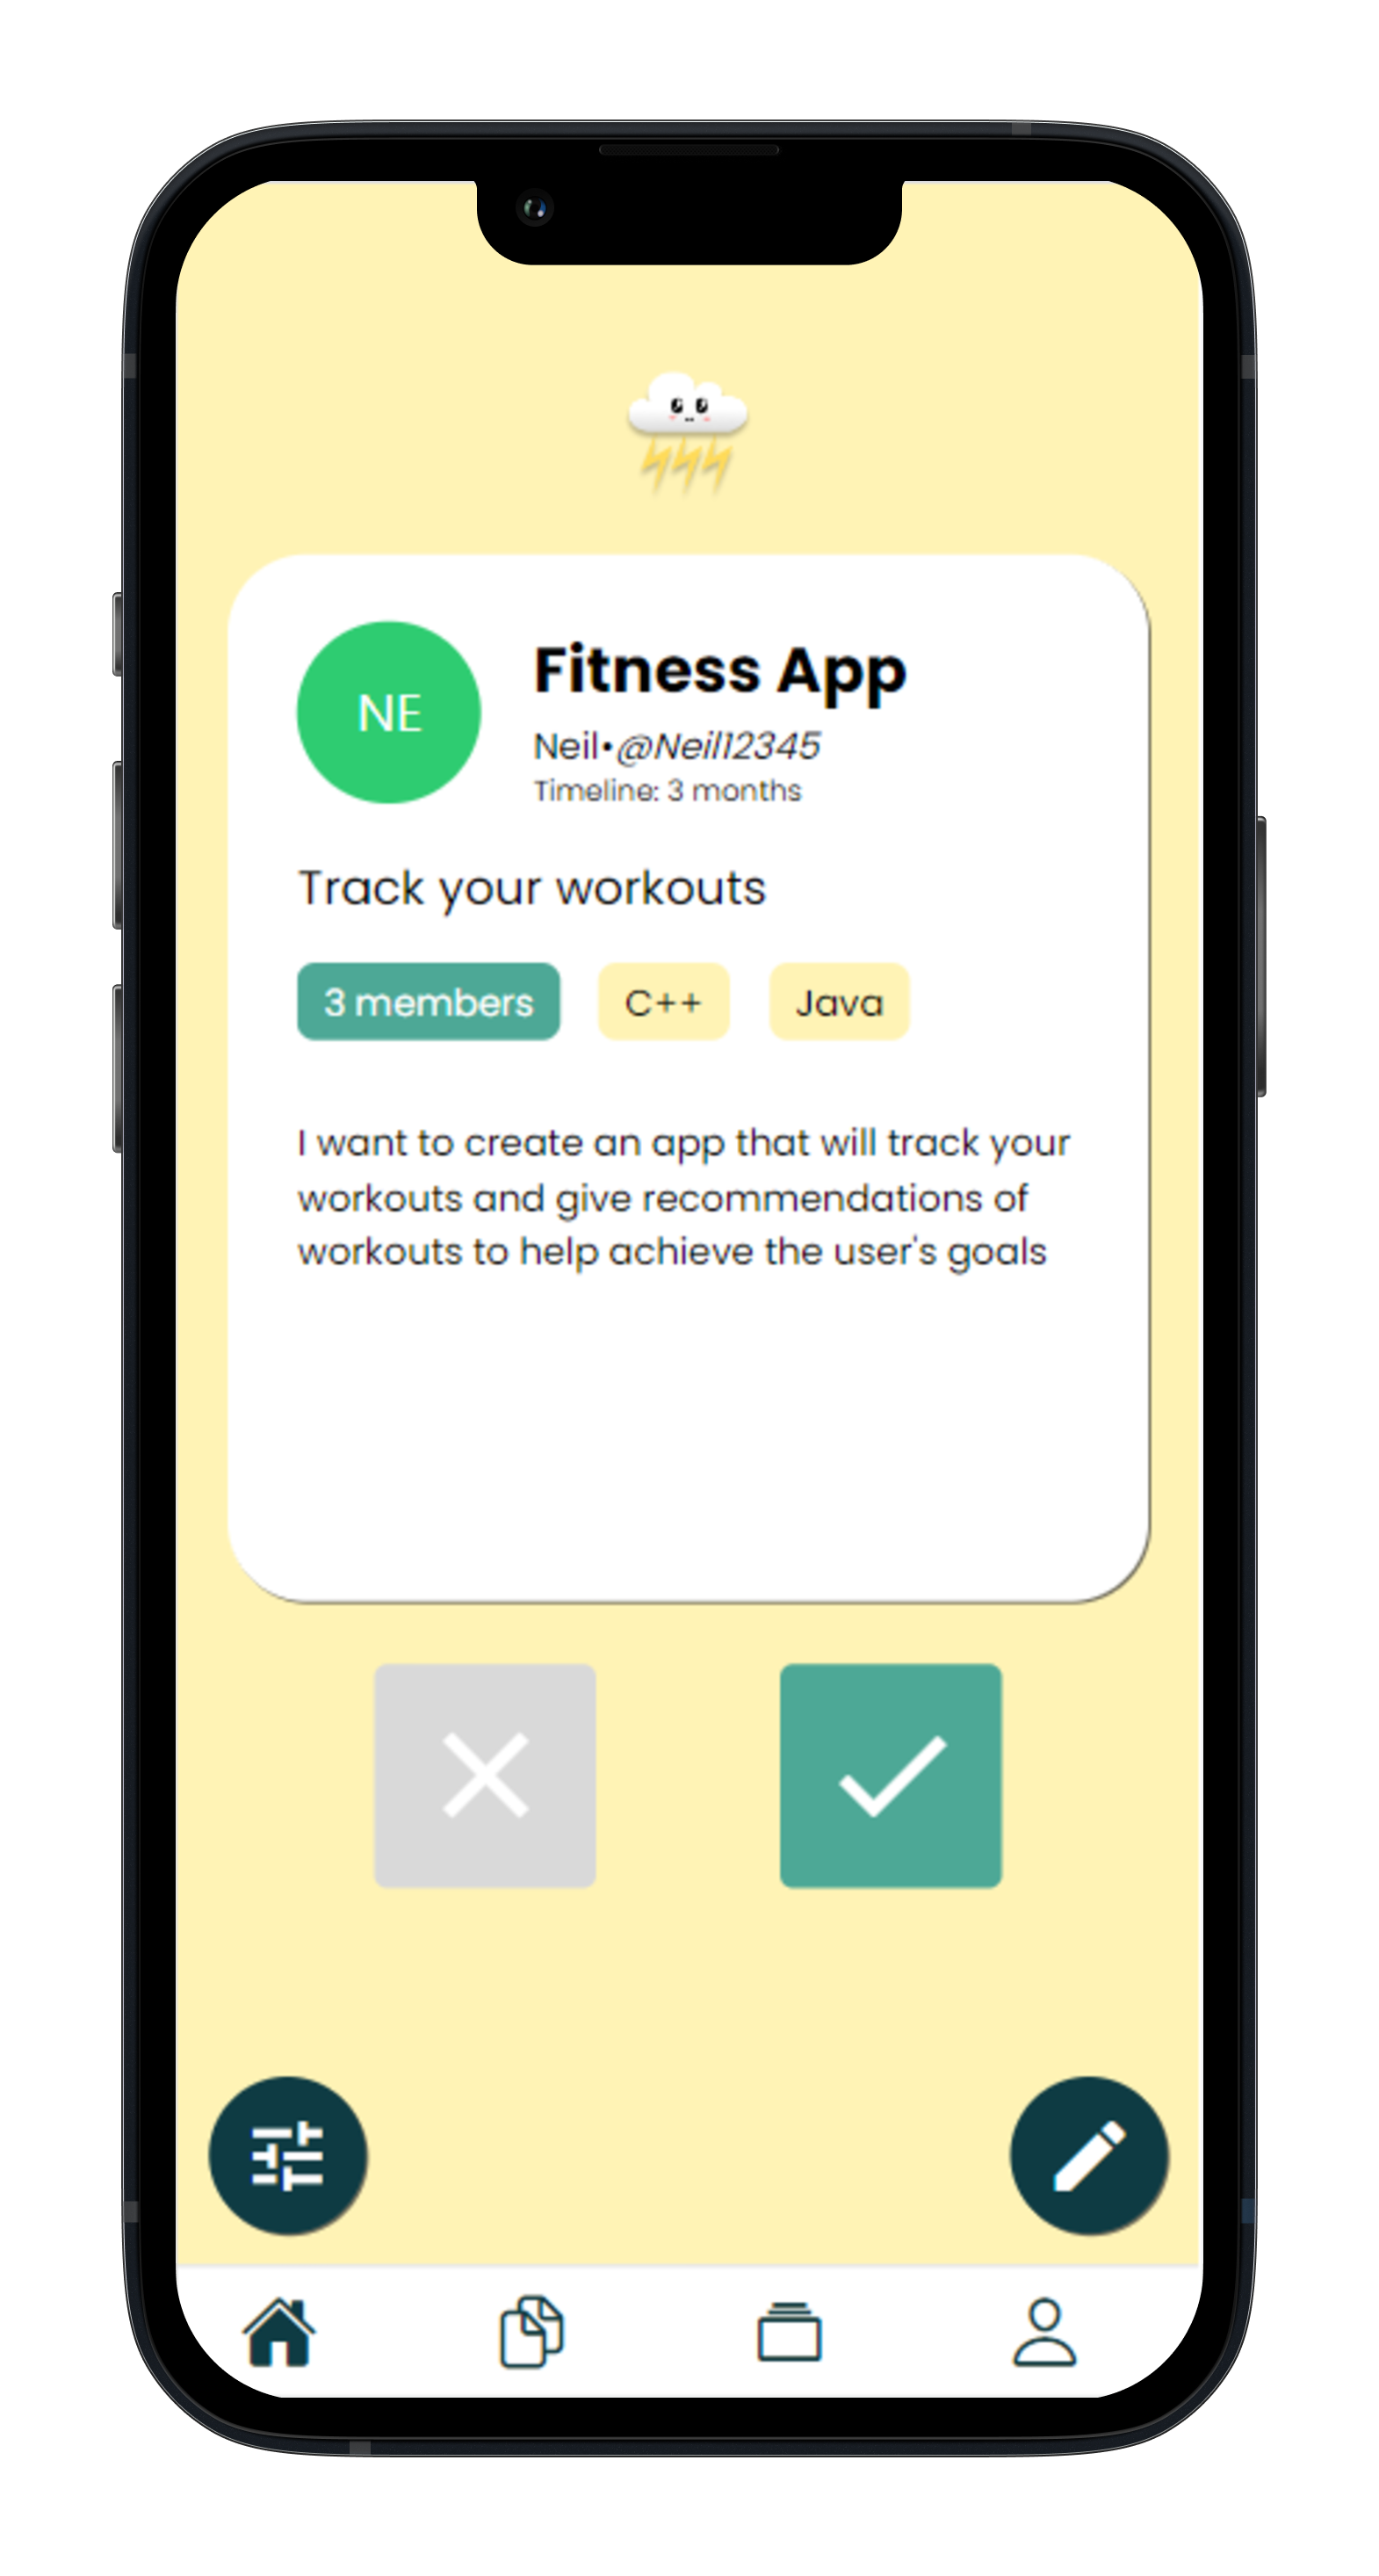 NE
Fitness App
Neil•@Neil12345
Timeline: 3 months
Track your workouts
3 members C++ Java
I want to create an app that will track your
workouts and give recommendations of
workouts to help achieve the user's goals